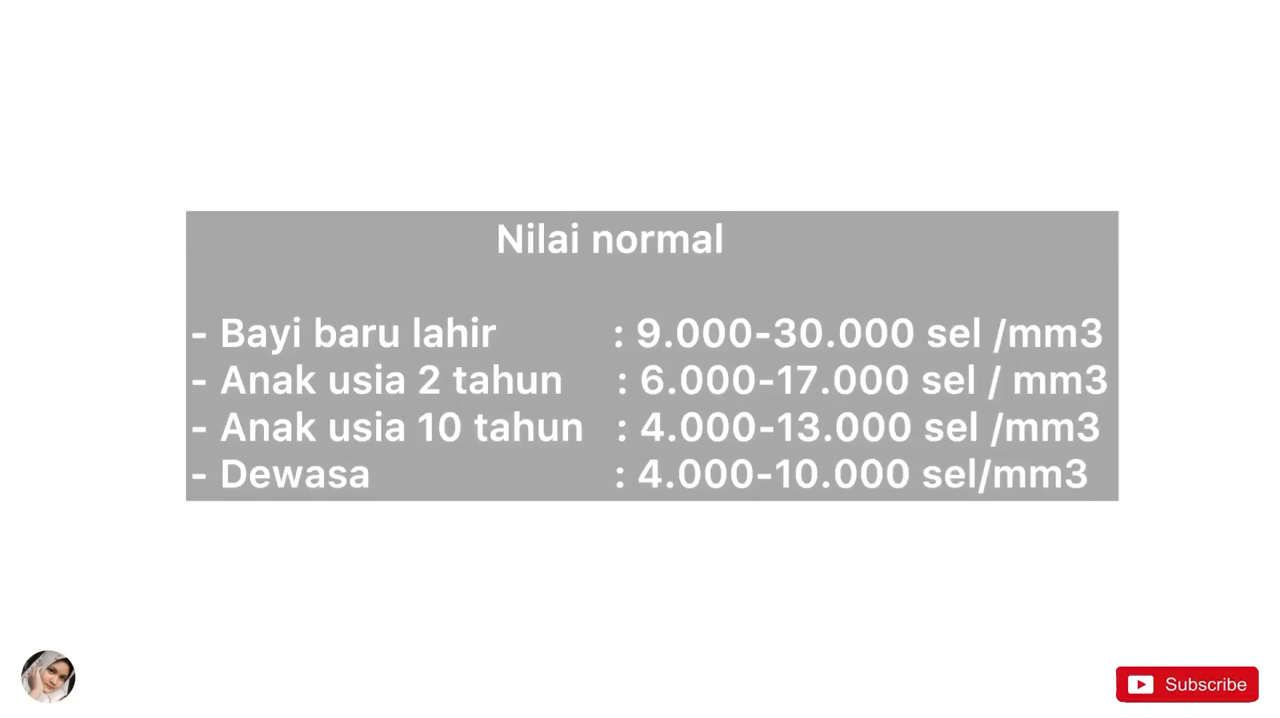 Nilai normal
- Bayi baru lahir : 9.000-30.000 sel /mm3
- Anak usia 2 tahun : 6.000-17.000 sel / mm3
- Anak usia 10 tahun : 4.000-13.000 sel /mm3
- Dewasa : 4.000-10.000 sel/mm3
Subscribe